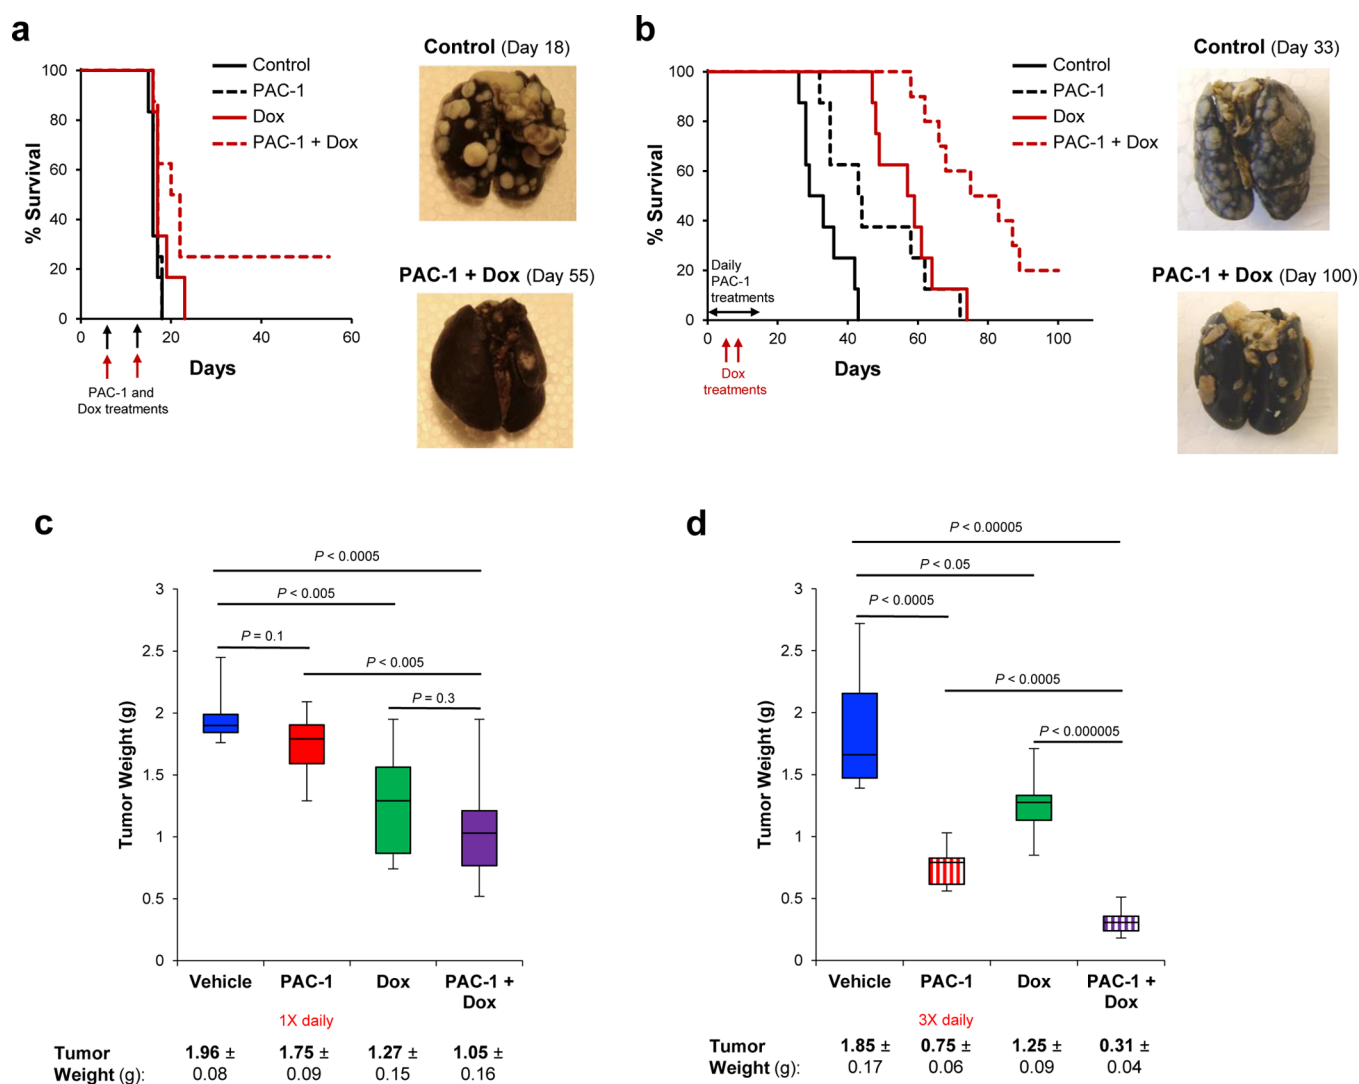 a
Control (Day 18)
Control
PAC-1
Dox
PAC-1 + Dox
100
80
60
40
20
0
% Survival
20
40
60
Days
PAC-1 and
Dox treatments
PAC-1 + Dox (Day 55)
b
Control (Day 33)
Control
PAC-1
Dox
PAC-1 + Dox
100
80
60
40
20
0
% Survival
Daily
PAC-1
treatments
0
20
40
60
80
100
Days
Dox
treatments
PAC-1 + Dox (Day 100)
c
P < 0.0005
P < 0.005
P = 0.1
P < 0.005
P = 0.3
3
2.5
2
1.5
1
0.5
0
Tumor Weight (g)
Vehicle
PAC-1
Dox
PAC-1 +
Dox
1X daily
Tumor 1.96 ± 1.75 ± 1.27 ± 1.05 ±
Weight (g): 0.08 0.09 0.15 0.16
d
P < 0.00005
P < 0.05
P < 0.0005
P < 0.0005
P < 0.000005
3
2.5
2
1.5
1
0.5
0
Tumor Weight (g)
Vehicle
PAC-1
Dox
PAC-1 +
Dox
3X daily
Tumor 1.85 ± 0.75 ± 1.25 ± 0.31 ±
Weight (g): 0.17 0.06 0.09 0.04